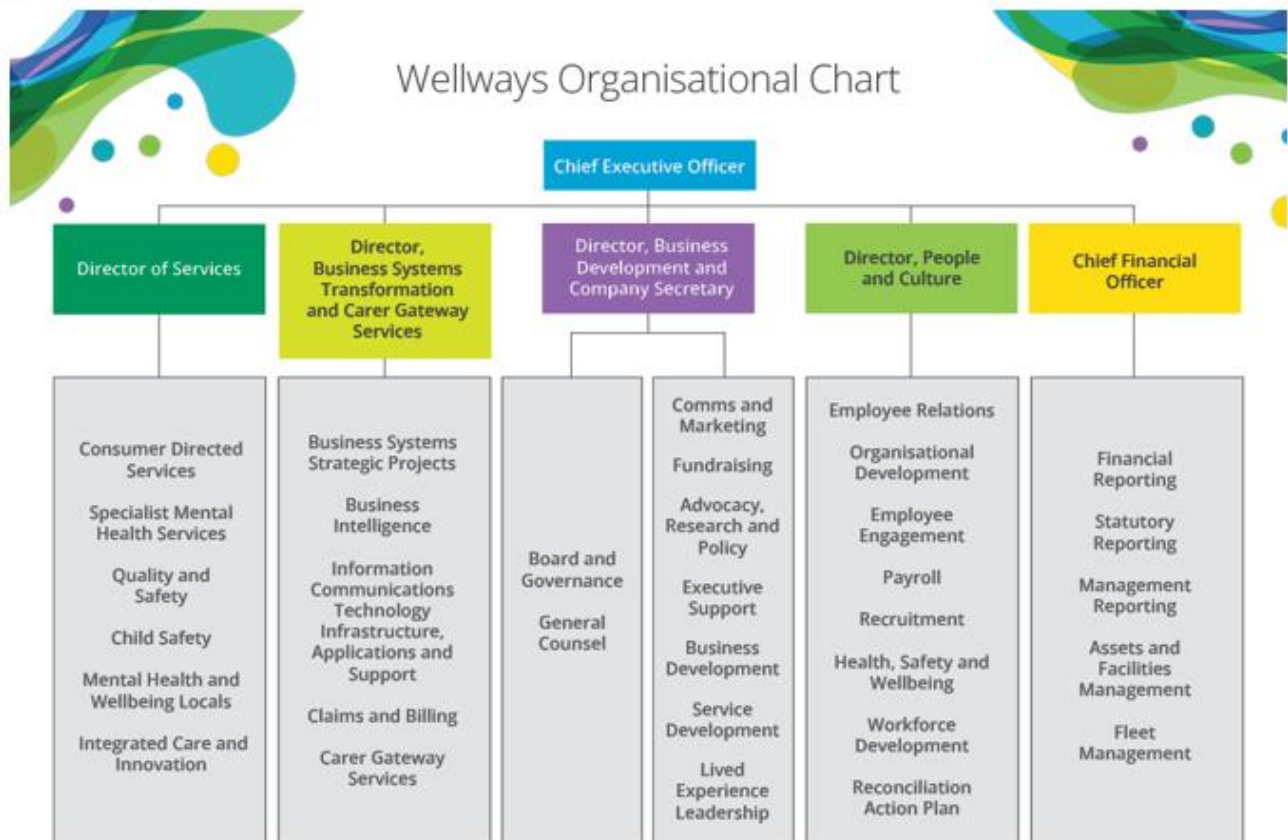 Wellways Organisational Chart
Chief Executive Officer
Director of Services
Director,
Business Systems
Transformation
and Carer Gateway
Services
Director, Business
Development and
Company Secretary
Director, People
and Culture
Chief Financial
Officer
Consumer Directed
Services
Specialist Mental
Health Services
Quality and
Safety
Child Safety
Mental Health and
Wellbeing Locals
Integrated Care and
Innovation
Business Systems
Strategic Projects
Business
Intelligence
Information
Communications
Technology
Infrastructure,
Applications and
Support
Claims and Billing
Carer Gateway
Services
Board and
Governance
General
Counsel
Comms and
Marketing
Fundraising
Advocacy,
Research and
Policy
Executive
Support
Business
Development
Service
Development
Lived
Experience
Leadership
Employee Relations
Organisational
Development
Employee
Engagement
Payroll
Recruitment
Health, Safety and
Wellbeing
Workforce
Development
Reconciliation
Action Plan
Financial
Reporting
Statutory
Reporting
Management
Reporting
Assets and
Facilities
Management
Fleet
Management